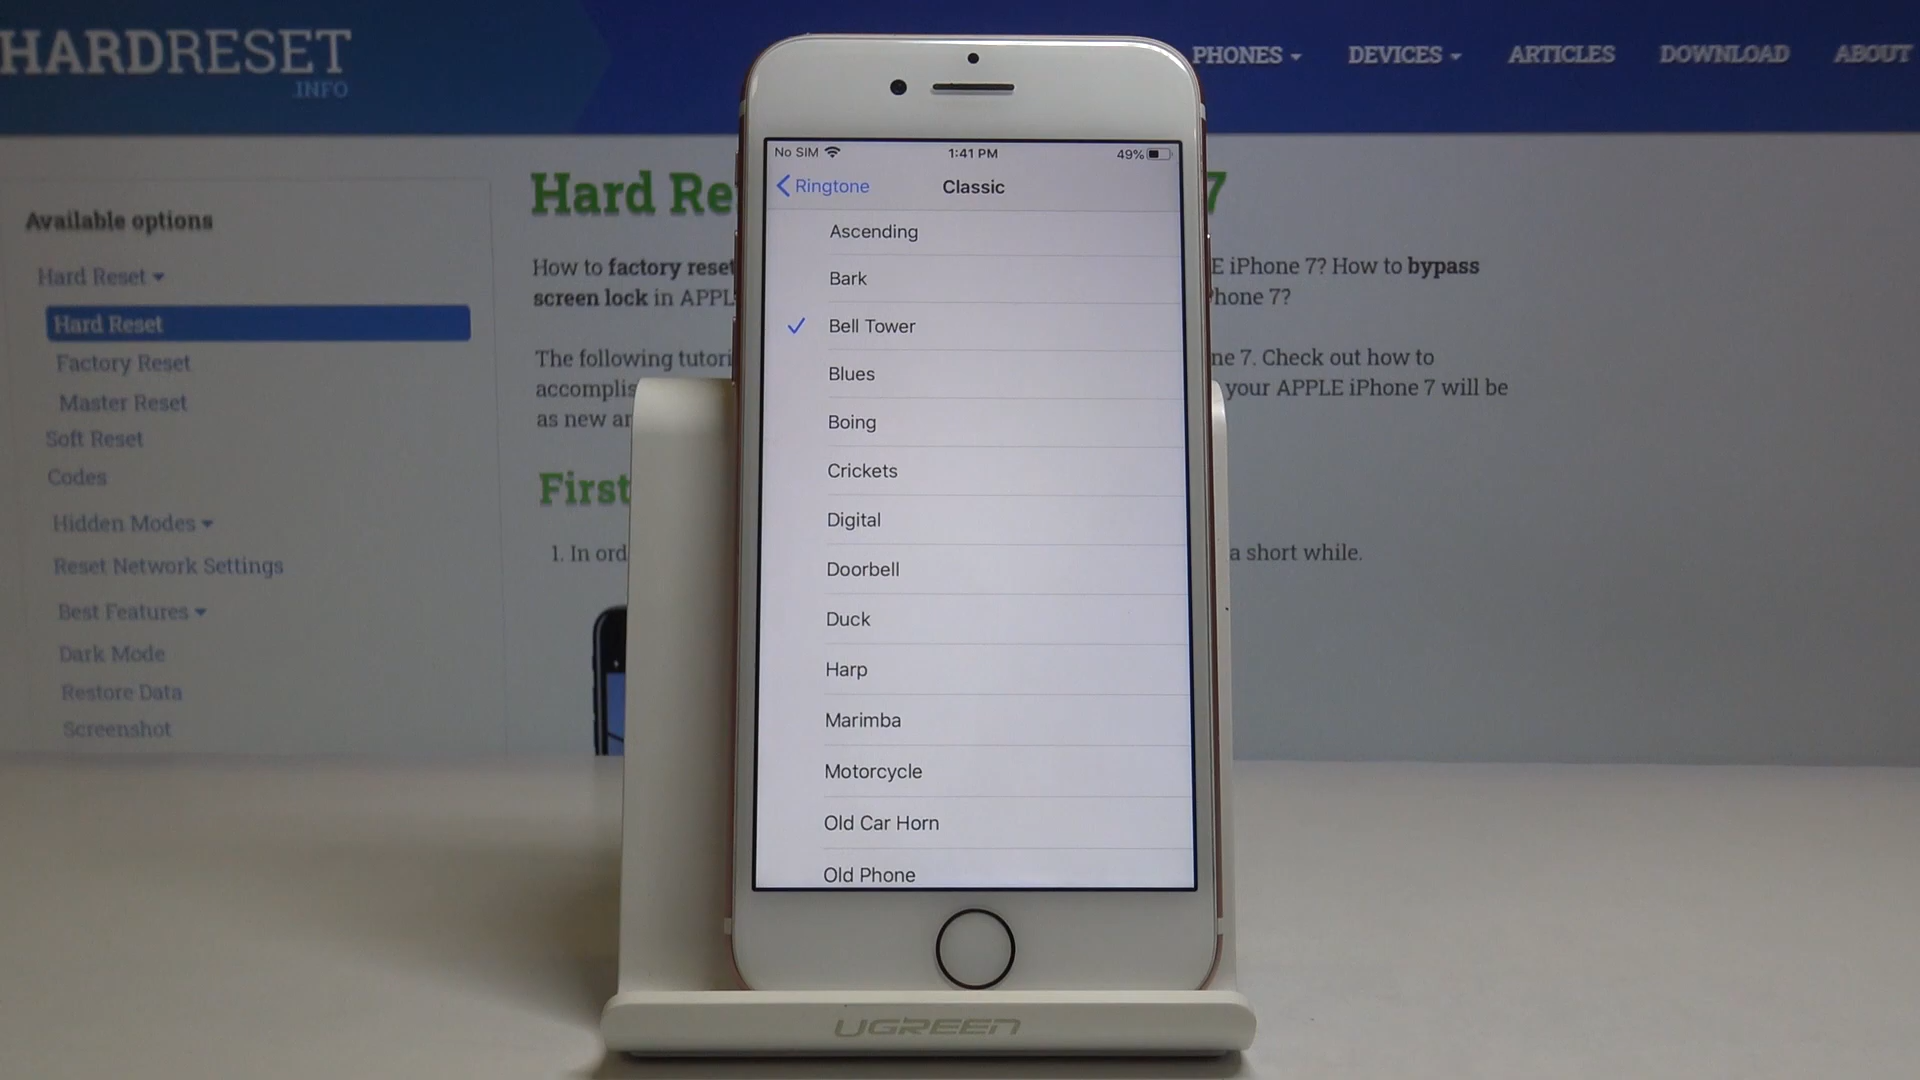 HARDRESET
.INFO
PHONES
DEVICES
ARTICLES
DOWNLOAD
ABOUT
Available options
Hard Reset
Hard Reset
Factory Reset
Master Reset
Soft Reset
Codes
Hidden Modes
Reset Network Settings
Best Features
Dark Mode
Restore Data
Screenshot
Hard Re
7
How to factory reset
E iPhone 7? How to bypass
screen lock in APPL
hone 7?
The following tutori
ne 7. Check out how to
accomplis
your APPLE iPhone 7 will be
as new an
First
1. In ord
a short while.
No SIM
1:41 PM
49%
Ringtone
Classic
Ascending
Bark
Bell Tower
Blues
Boing
Crickets
Digital
Doorbell
Duck
Harp
Marimba
Motorcycle
Old Car Horn
Old Phone
UGREEN